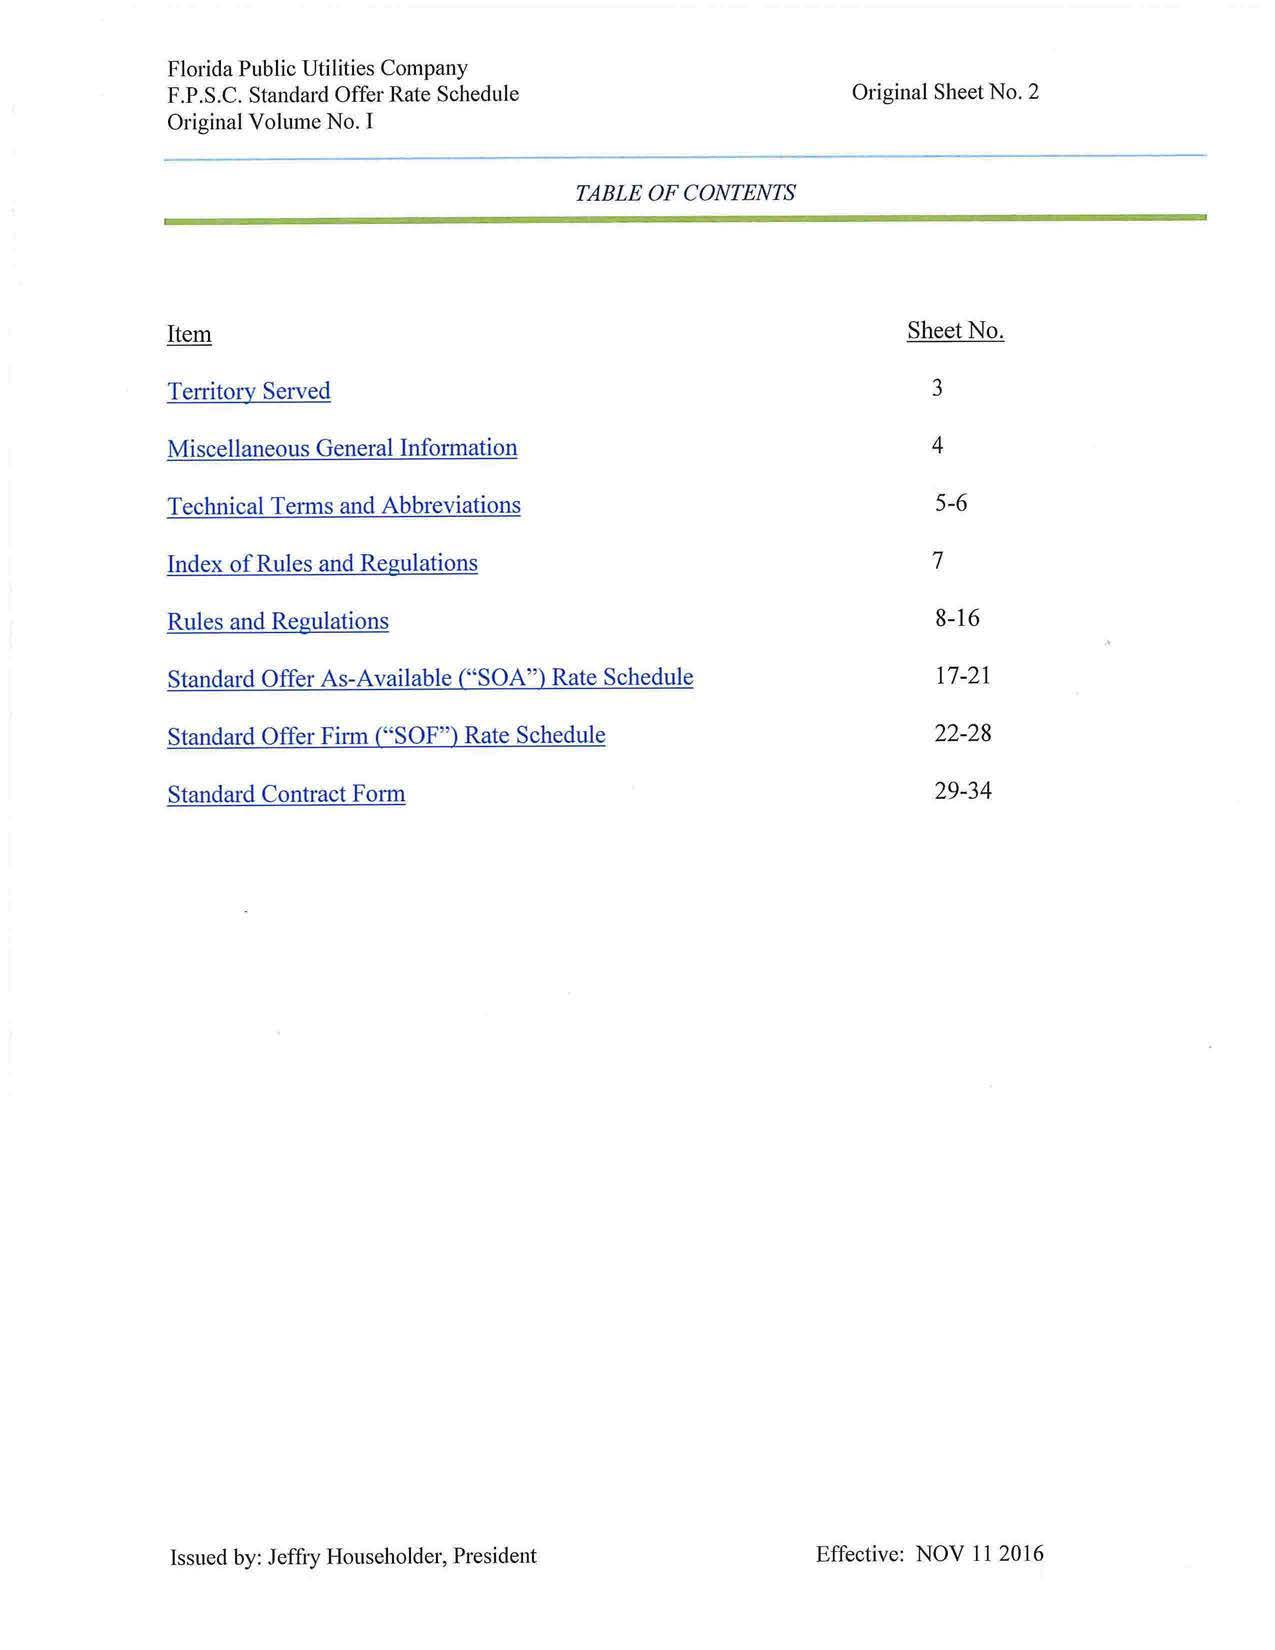 Florida Public Utilities Company
F.P.S.C. Standard Offer Rate Schedule
Original Sheet No. 2
Original Volume No. I
TABLE OF CONTENTS
Item Sheet No.
Territory Served 3
Miscellaneous General Information 4
Technical Terms and Abbreviations 5-6
Index of Rules and Regulations 7
Rules and Regulations 8-16
Standard Offer As-Available (“SOA”) Rate Schedule 17-21
Standard Offer Firm (“SOF”) Rate Schedule 22-28
Standard Contract Form 29-34
Issued by: Jeffry Householder, President Effective: NOV 11 2016